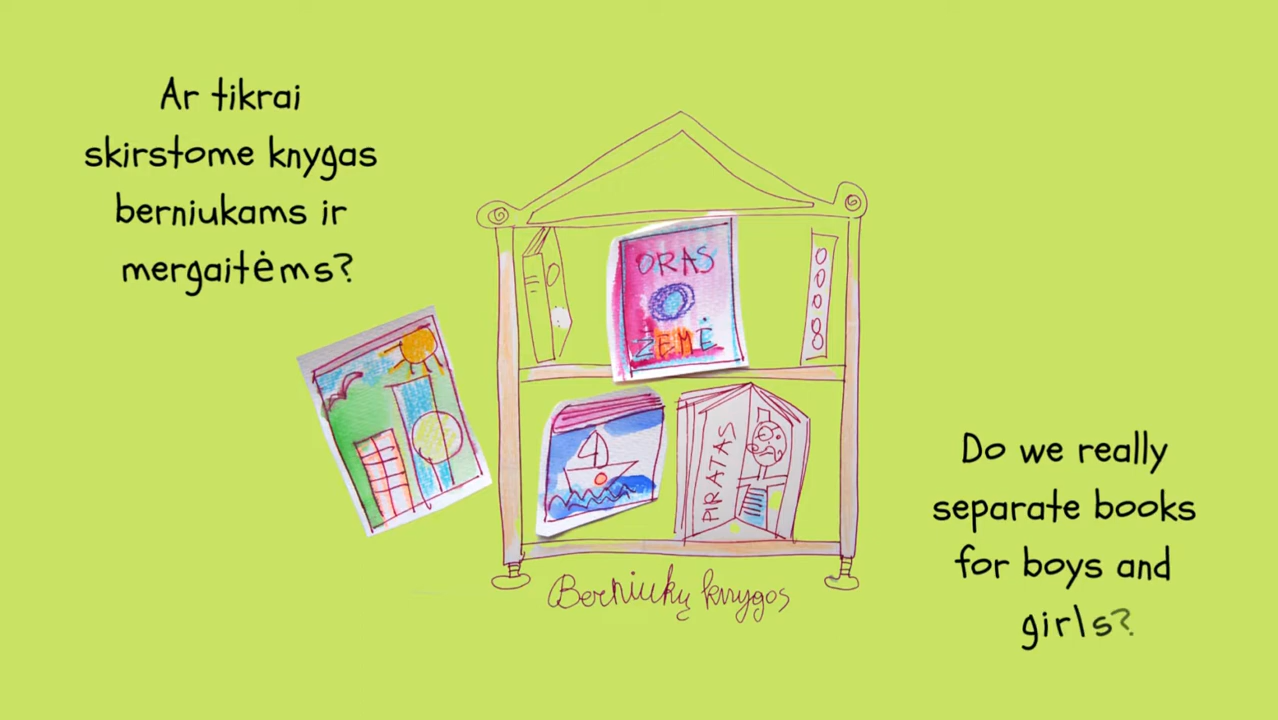 Ar tikrai
skirstome knygas
berniukams ir
mergaitėms?
ORAS
ŽEMĖ
PIRATAS
Berniukų knygos
Do we really
separate books
for boys and
girls?